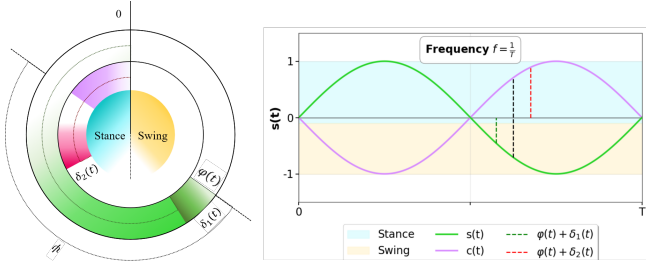 0
Stance Swing
φ(t)
δ₂(t)
δ₁(t)
Frequency f = 1/T
s(t)
1
0
-1
0
T
Stance s(t) φ(t) + δ₁(t)
Swing c(t) φ(t) + δ₂(t)